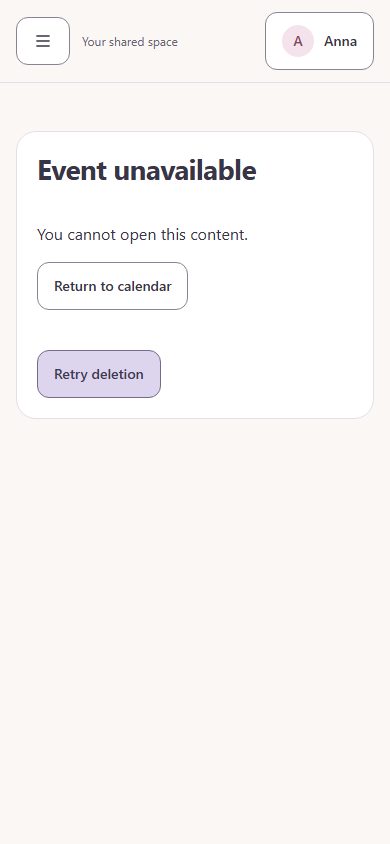 Your shared space
A
Anna
Event unavailable
You cannot open this content.
Return to calendar
Retry deletion